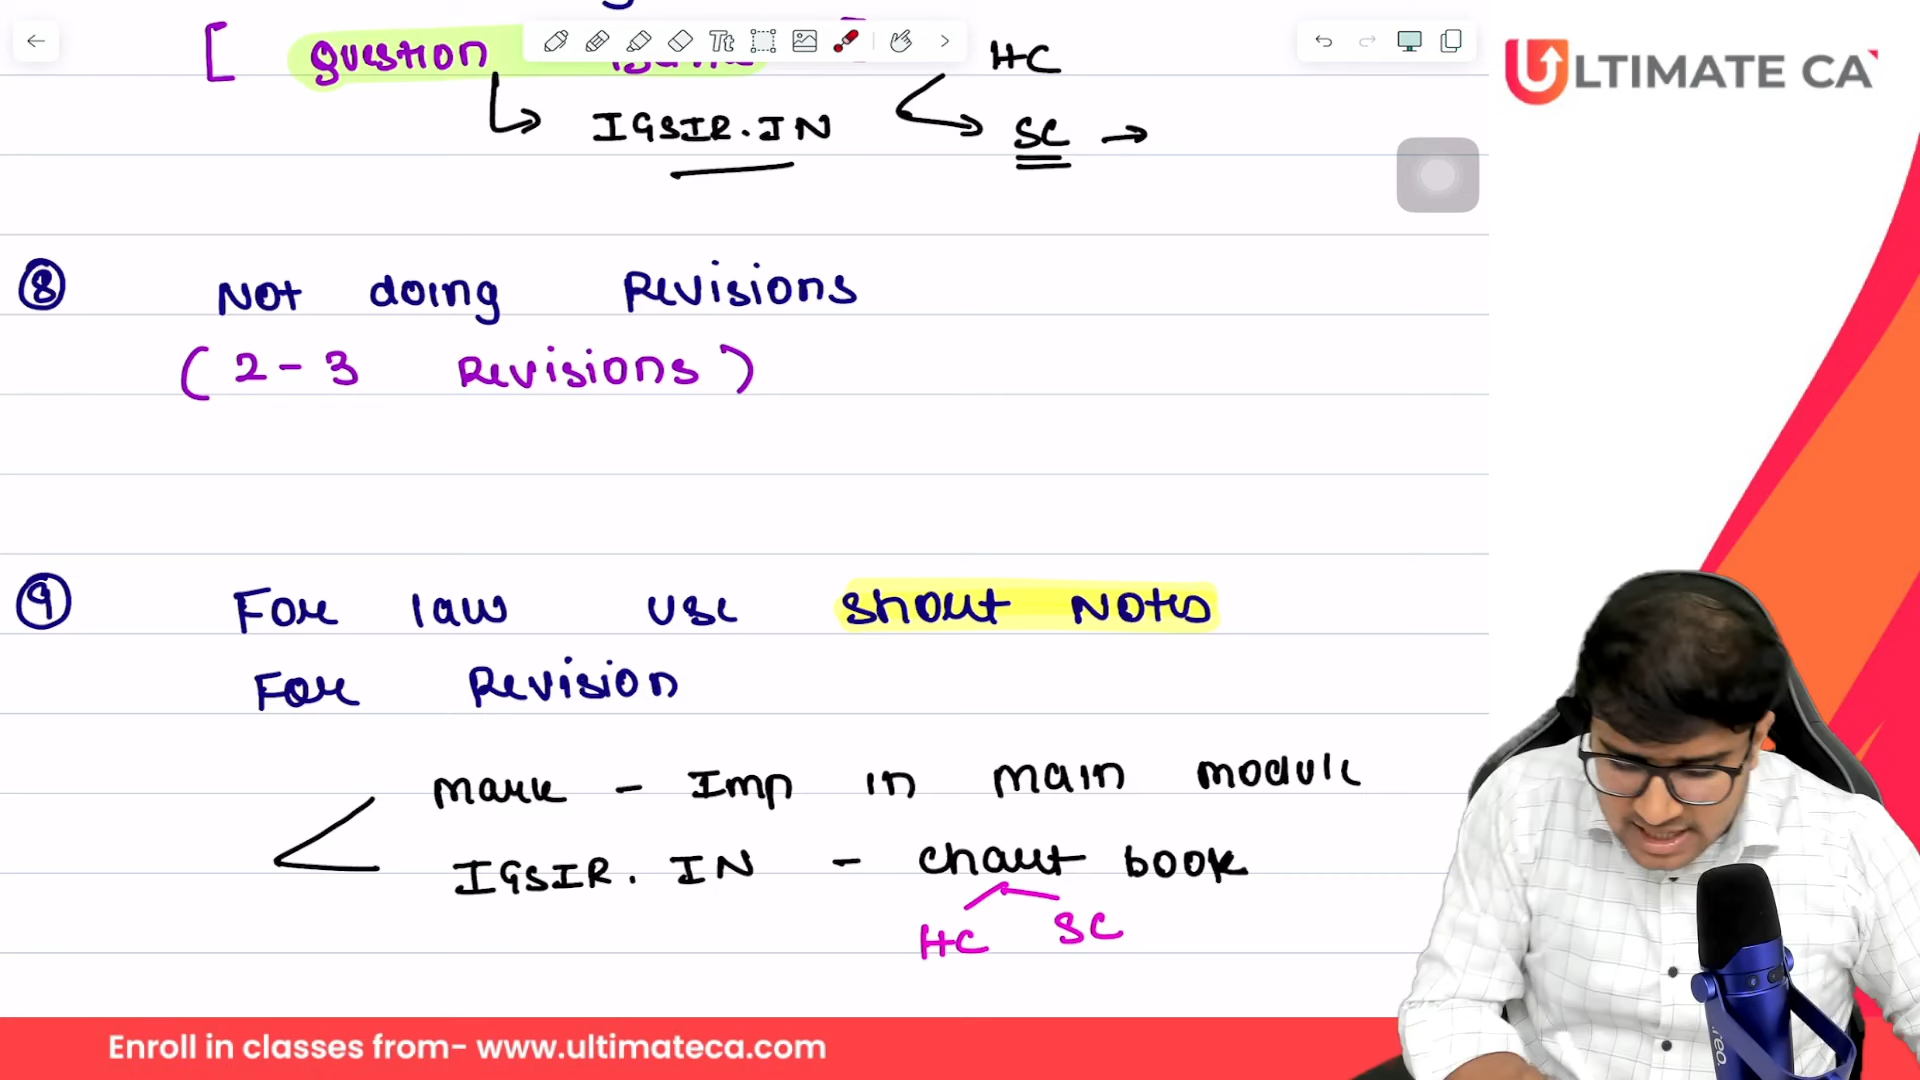 [ question
HC
IGSIR.IN SC →
8 Not doing Revisions
(2-3 Revisions)
9 For law use short Notes
For Revision
mark - Imp in main module
IGSIR.IN - chart book
HC SC
Tt
ULTIMATE CA
Enroll in classes from- www.ultimateca.com